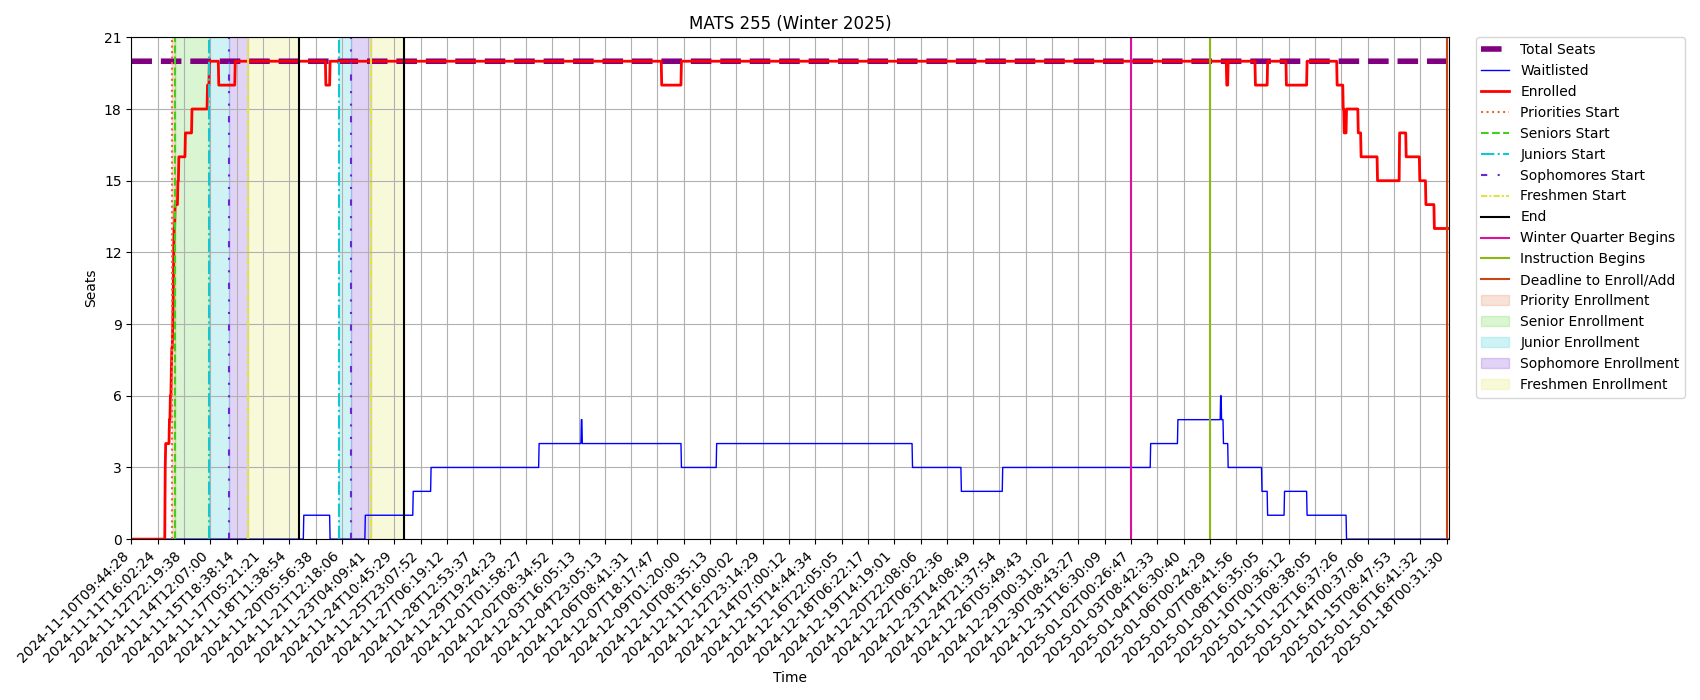 MATS 255 (Winter 2025)
Seats
21
18
15
12
9
6
3
0
2024-11-10T09:44:28
2024-11-11T16:02:24
2024-11-12T22:19:38
2024-11-14T12:07:00
2024-11-15T18:38:14
2024-11-17T05:21:21
2024-11-18T11:38:54
2024-11-20T05:56:38
2024-11-21T12:18:06
2024-11-23T04:09:41
2024-11-24T10:45:29
2024-11-25T23:07:52
2024-11-27T06:19:12
2024-11-28T12:53:37
2024-11-29T19:24:23
2024-12-01T01:58:27
2024-12-02T08:34:52
2024-12-03T16:05:13
2024-12-04T23:05:13
2024-12-06T08:41:31
2024-12-07T18:17:47
2024-12-09T01:20:00
2024-12-10T08:35:13
2024-12-11T16:00:02
2024-12-12T23:14:29
2024-12-14T07:00:12
2024-12-15T14:44:34
2024-12-16T22:05:05
2024-12-18T06:22:17
2024-12-19T14:19:01
2024-12-20T22:08:06
2024-12-22T06:22:36
2024-12-23T14:08:49
2024-12-24T21:37:54
2024-12-26T05:49:43
2024-12-29T00:31:02
2024-12-30T08:43:27
2024-12-31T16:30:09
2025-01-02T00:26:47
2025-01-03T08:42:33
2025-01-04T16:30:40
2025-01-06T00:24:29
2025-01-07T08:41:56
2025-01-08T16:35:05
2025-01-10T00:36:12
2025-01-11T08:38:05
2025-01-12T16:37:26
2025-01-14T00:37:06
2025-01-15T08:47:53
2025-01-16T16:41:32
2025-01-18T00:31:30
Time
Total Seats
Waitlisted
Enrolled
Priorities Start
Seniors Start
Juniors Start
Sophomores Start
Freshmen Start
End
Winter Quarter Begins
Instruction Begins
Deadline to Enroll/Add
Priority Enrollment
Senior Enrollment
Junior Enrollment
Sophomore Enrollment
Freshmen Enrollment